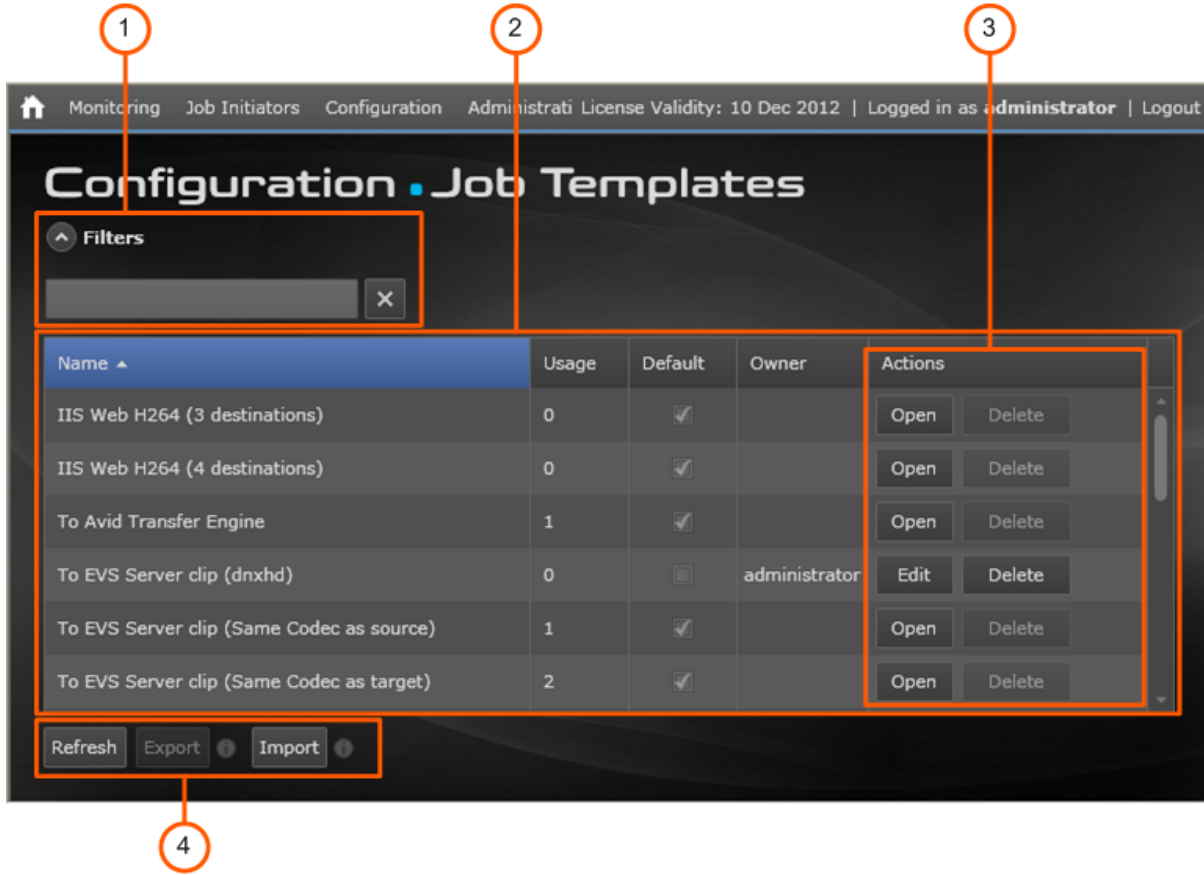 1 2 3
Monitoring Job Initiators Configuration Administrati License Validity: 10 Dec 2012 | Logged in as administrator | Logout
Configuration . Job Templates
Filters
Name Usage Default Owner Actions
IIS Web H264 (3 destinations) 0 Open Delete
IIS Web H264 (4 destinations) 0 Open Delete
To Avid Transfer Engine 1 Open Delete
To EVS Server clip (dnxhd) 0 administrator Edit Delete
To EVS Server clip (Same Codec as source) 1 Open Delete
To EVS Server clip (Same Codec as target) 2 Open Delete
Refresh Export Import
4